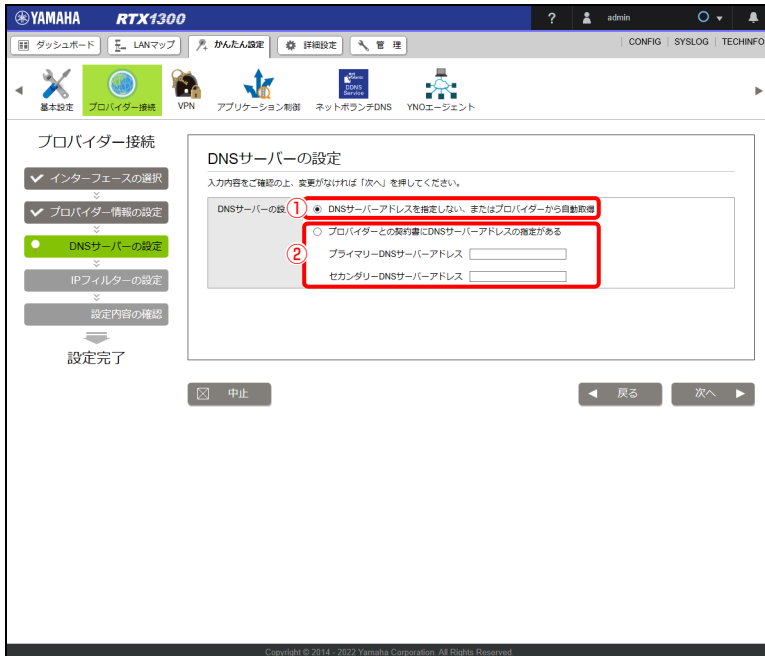 YAMAHA RTX1300 ? admin
ダッシュボード LANマップ かんたん設定 詳細設定 管 理 CONFIG SYSLOG TECHINFO
Dynamic DDNS Service
基本設定 プロバイダー接続 VPN アプリケーション制御 ネットボランチDNS YNOエージェント
プロバイダー接続
インターフェースの選択
プロバイダー情報の設定
DNSサーバーの設定
IPフィルターの設定
設定内容の確認
設定完了
DNSサーバーの設定
入力内容をご確認の上、変更がなければ「次へ」を押してください。
DNSサーバーの設 ① DNSサーバーアドレスを指定しない、またはプロバイダーから自動取得
② プロバイダーとの契約書にDNSサーバーアドレスの指定がある
プライマリーDNSサーバーアドレス
セカンダリーDNSサーバーアドレス
中止 戻る 次へ
Copyright © 2014 - 2022 Yamaha Corporation. All Rights Reserved.